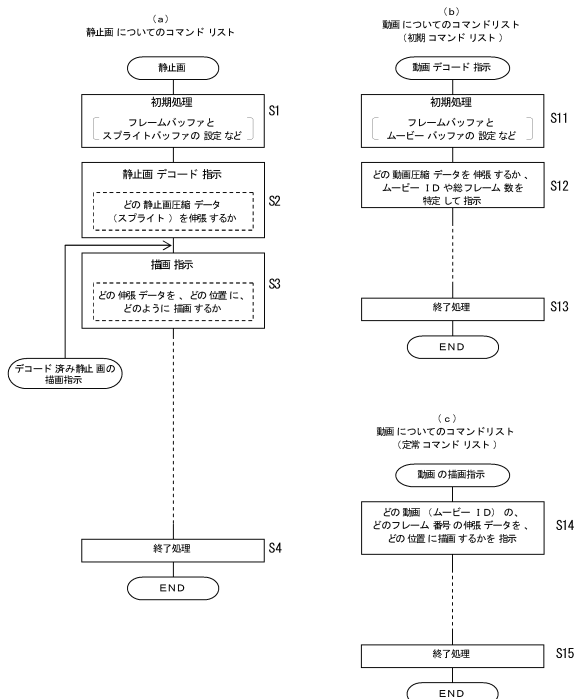 （a）
静止画についてのコマンドリスト
静止画
初期処理
フレームバッファと
スプライトバッファの設定など
S1
静止画デコード指示
どの静止画圧縮データ
（スプライト）を伸張するか
S2
描画指示
どの伸張データを、どの位置に、
どのように描画するか
S3
デコード済み静止画の
描画指示
終了処理
S4
END
（b）
動画についてのコマンドリスト
（初期コマンドリスト）
動画デコード指示
初期処理
フレームバッファと
ムービーバッファの設定など
S11
どの動画圧縮データを伸張するか、
ムービーIDや総フレーム数を
特定して指示
S12
終了処理
S13
END
（c）
動画についてのコマンドリスト
（定常コマンドリスト）
動画の描画指示
どの動画（ムービーID）の、
どのフレーム番号の伸張データを、
どの位置に描画するかを指示
S14
終了処理
S15
END